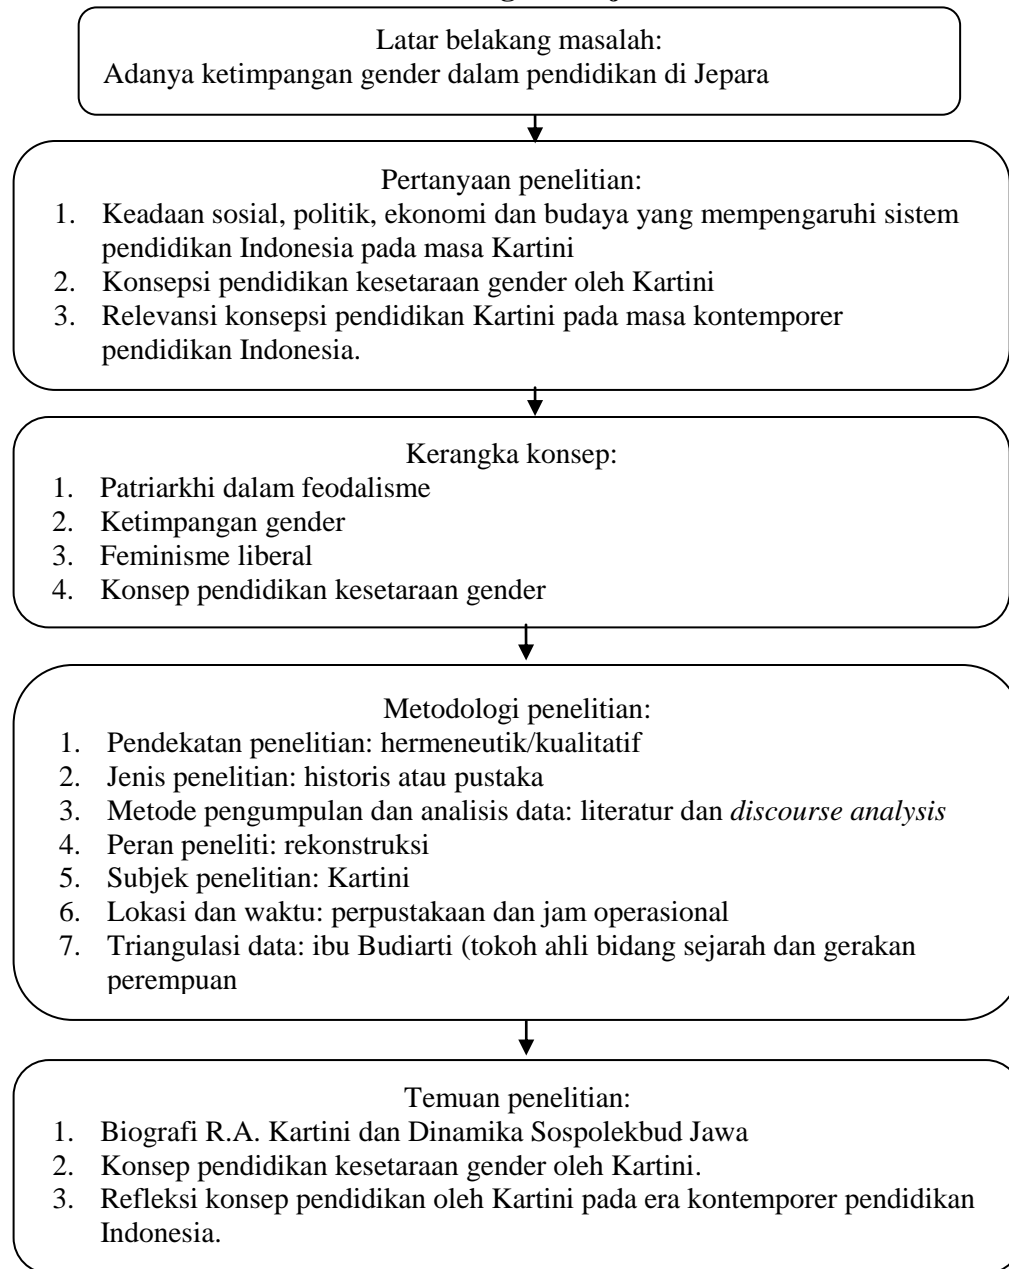 Latar belakang masalah:
Adanya ketimpangan gender dalam pendidikan di Jepara
Pertanyaan penelitian:
1. Keadaan sosial, politik, ekonomi dan budaya yang mempengaruhi sistem
pendidikan Indonesia pada masa Kartini
2. Konsepsi pendidikan kesetaraan gender oleh Kartini
3. Relevansi konsepsi pendidikan Kartini pada masa kontemporer
pendidikan Indonesia.
Kerangka konsep:
1. Patriarkhi dalam feodalisme
2. Ketimpangan gender
3. Feminisme liberal
4. Konsep pendidikan kesetaraan gender
Metodologi penelitian:
1. Pendekatan penelitian: hermeneutik/kualitatif
2. Jenis penelitian: historis atau pustaka
3. Metode pengumpulan dan analisis data: literatur dan discourse analysis
4. Peran peneliti: rekonstruksi
5. Subjek penelitian: Kartini
6. Lokasi dan waktu: perpustakaan dan jam operasional
7. Triangulasi data: ibu Budiarti (tokoh ahli bidang sejarah dan gerakan
perempuan
Temuan penelitian:
1. Biografi R.A. Kartini dan Dinamika Sospolekbud Jawa
2. Konsep pendidikan kesetaraan gender oleh Kartini.
3. Refleksi konsep pendidikan oleh Kartini pada era kontemporer pendidikan
Indonesia.